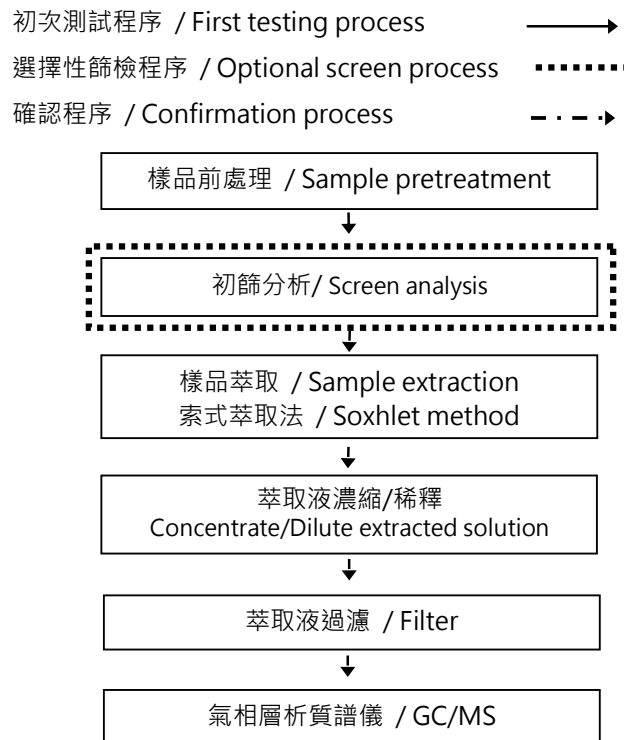 初次測試程序 / First testing process
選擇性篩檢程序 / Optional screen process
確認程序 / Confirmation process
樣品前處理 / Sample pretreatment
初篩分析/ Screen analysis
樣品萃取 / Sample extraction
索式萃取法 / Soxhlet method
萃取液濃縮/稀釋
Concentrate/Dilute extracted solution
萃取液過濾 / Filter
氣相層析質譜儀 / GC/MS